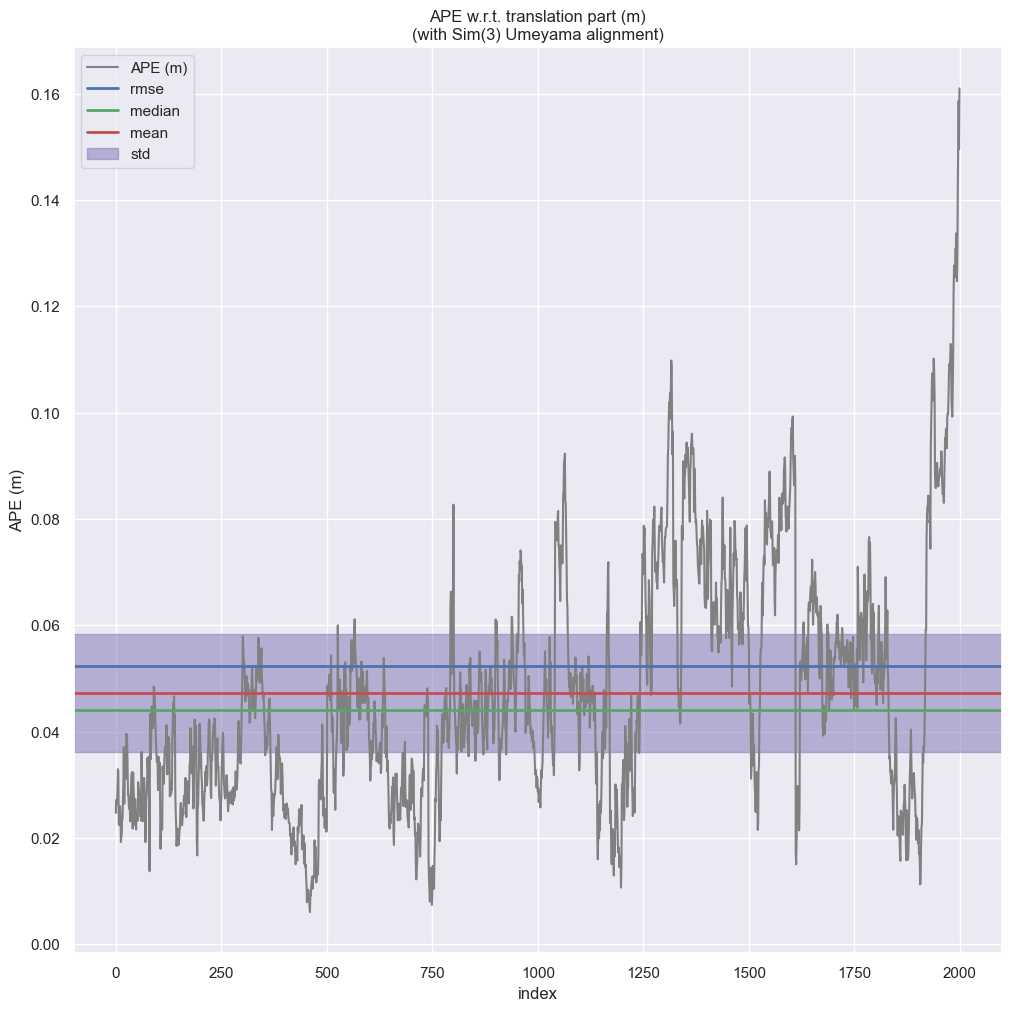 APE w.r.t. translation part (m)
(with Sim(3) Umeyama alignment)
APE (m)
rmse
median
mean
std
APE (m)
0.16
0.14
0.12
0.10
0.08
0.06
0.04
0.02
0.00
0 250 500 750 1000 1250 1500 1750 2000
index